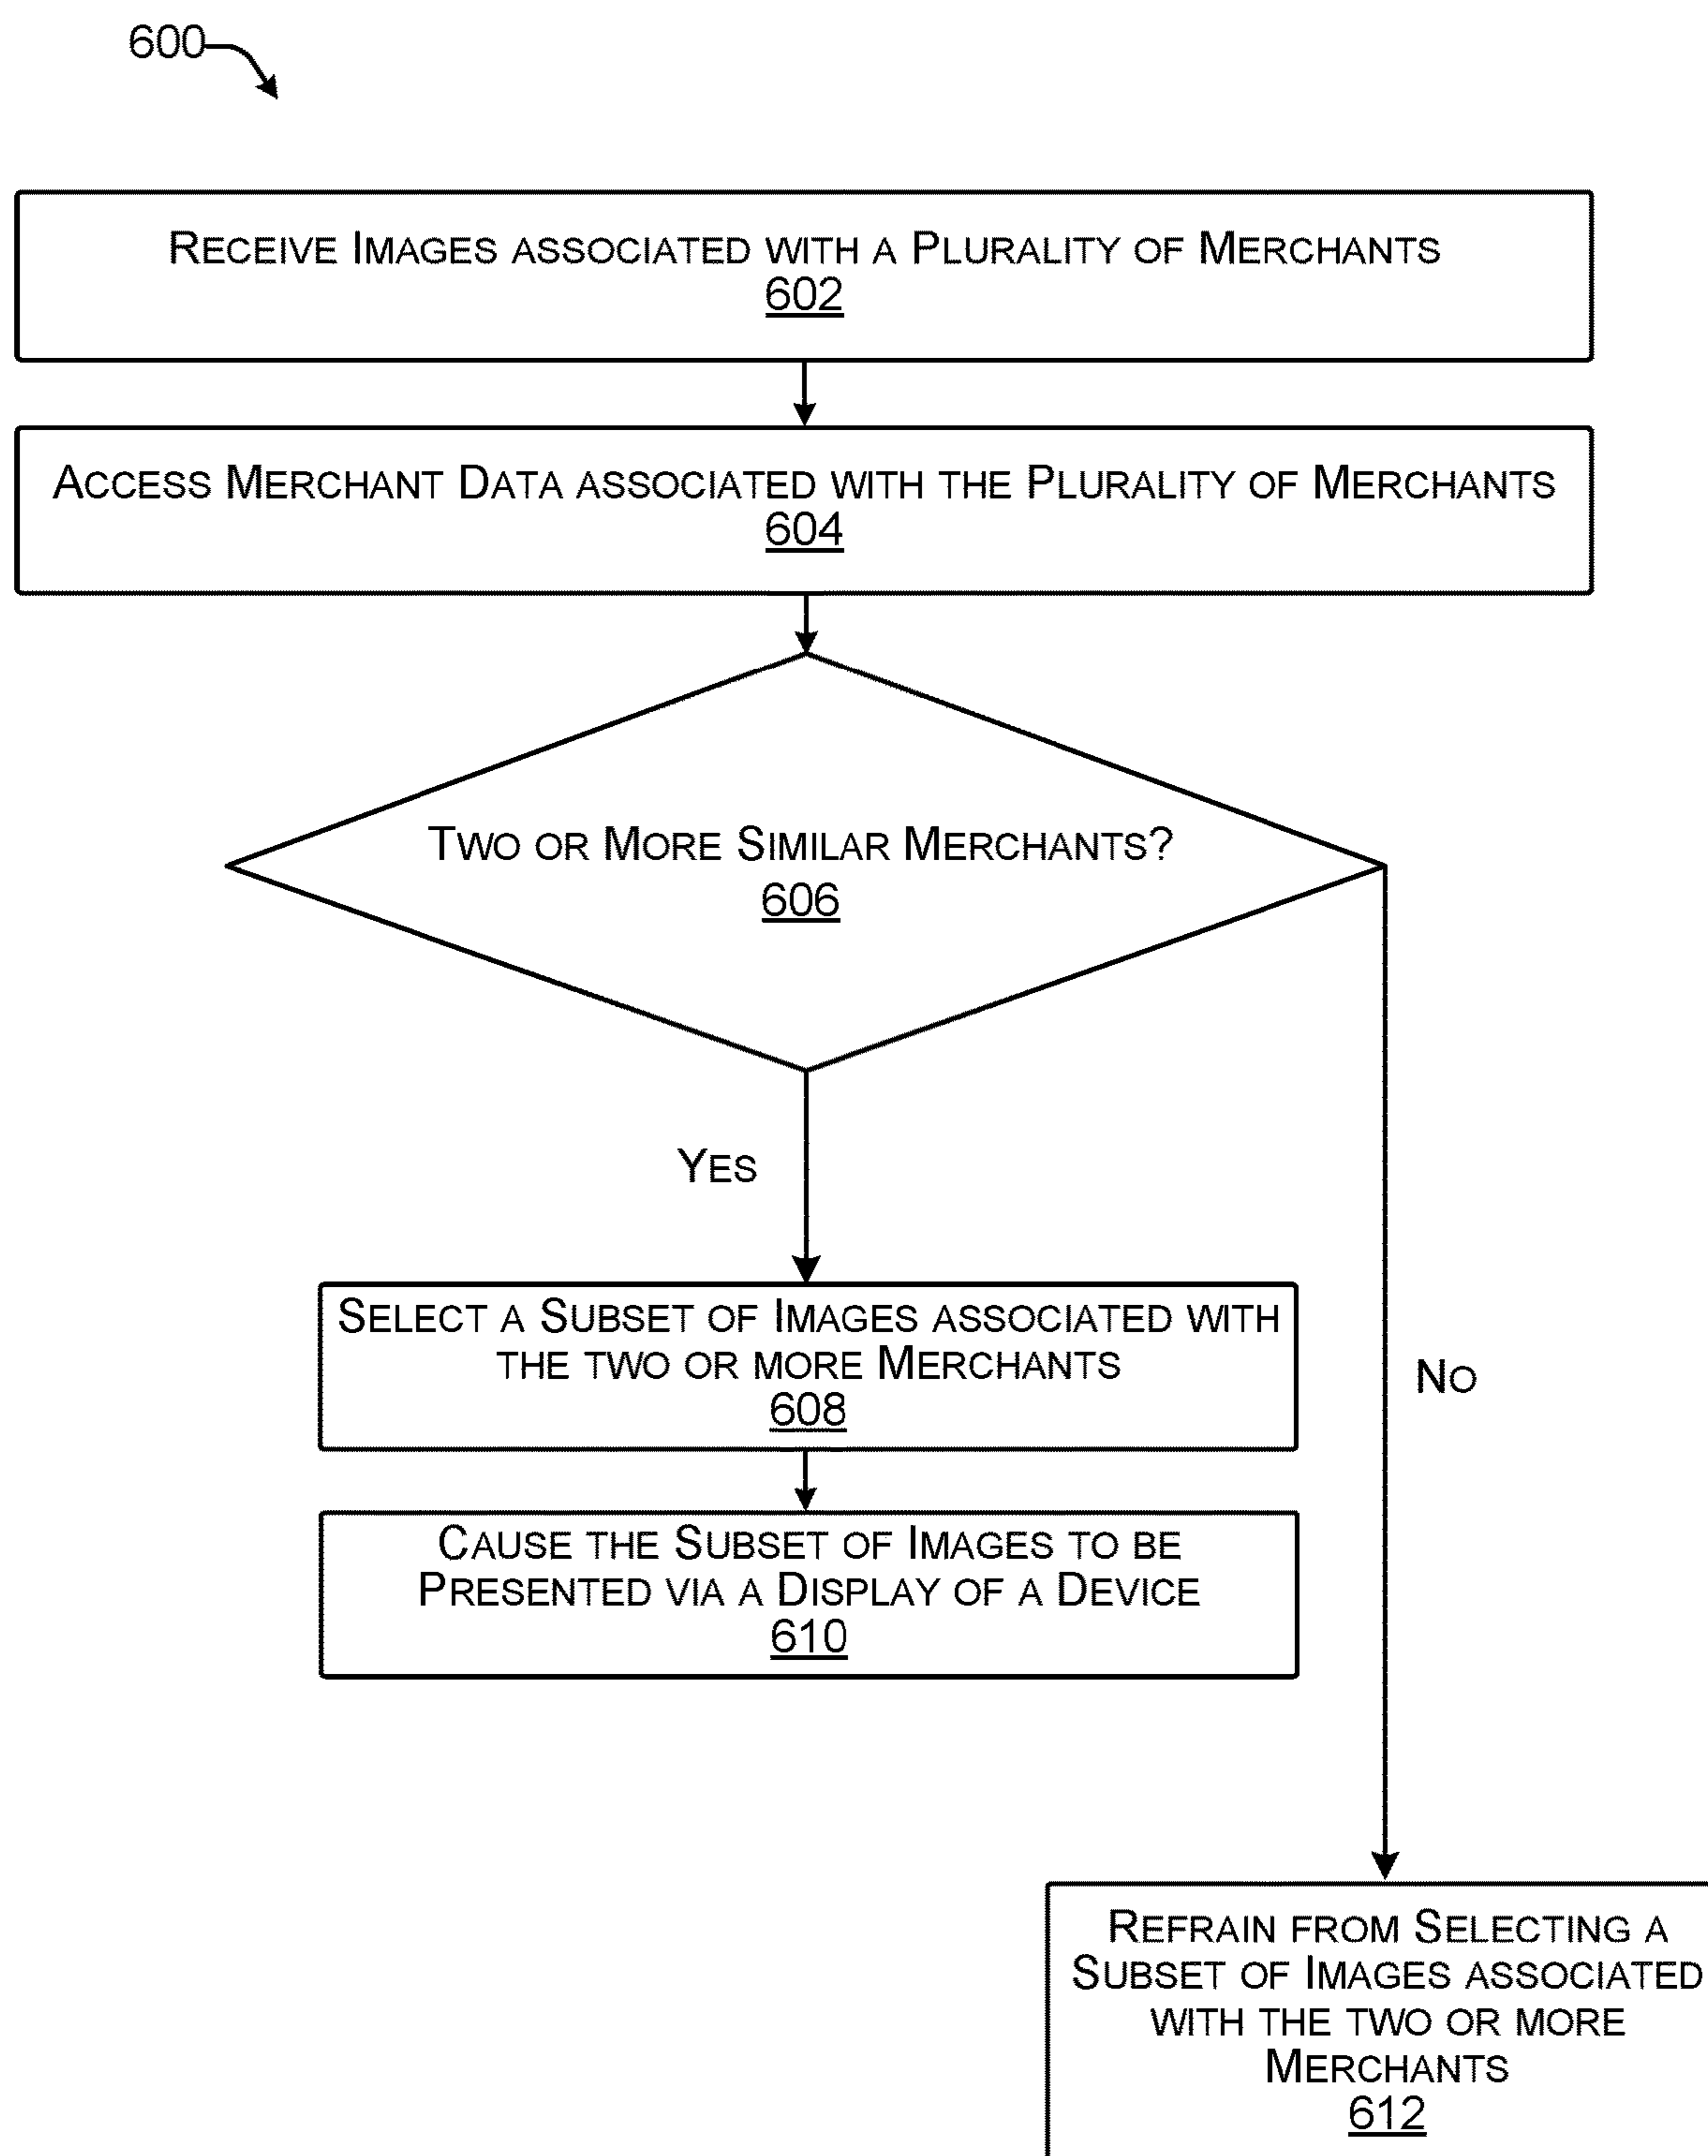 600
RECEIVE IMAGES ASSOCIATED WITH A PLURALITY OF MERCHANTS
602
ACCESS MERCHANT DATA ASSOCIATED WITH THE PLURALITY OF MERCHANTS
604
TWO OR MORE SIMILAR MERCHANTS?
606
YES
SELECT A SUBSET OF IMAGES ASSOCIATED WITH
THE TWO OR MORE MERCHANTS
608
NO
CAUSE THE SUBSET OF IMAGES TO BE
PRESENTED VIA A DISPLAY OF A DEVICE
610
REFRAIN FROM SELECTING A
SUBSET OF IMAGES ASSOCIATED
WITH THE TWO OR MORE
MERCHANTS
612